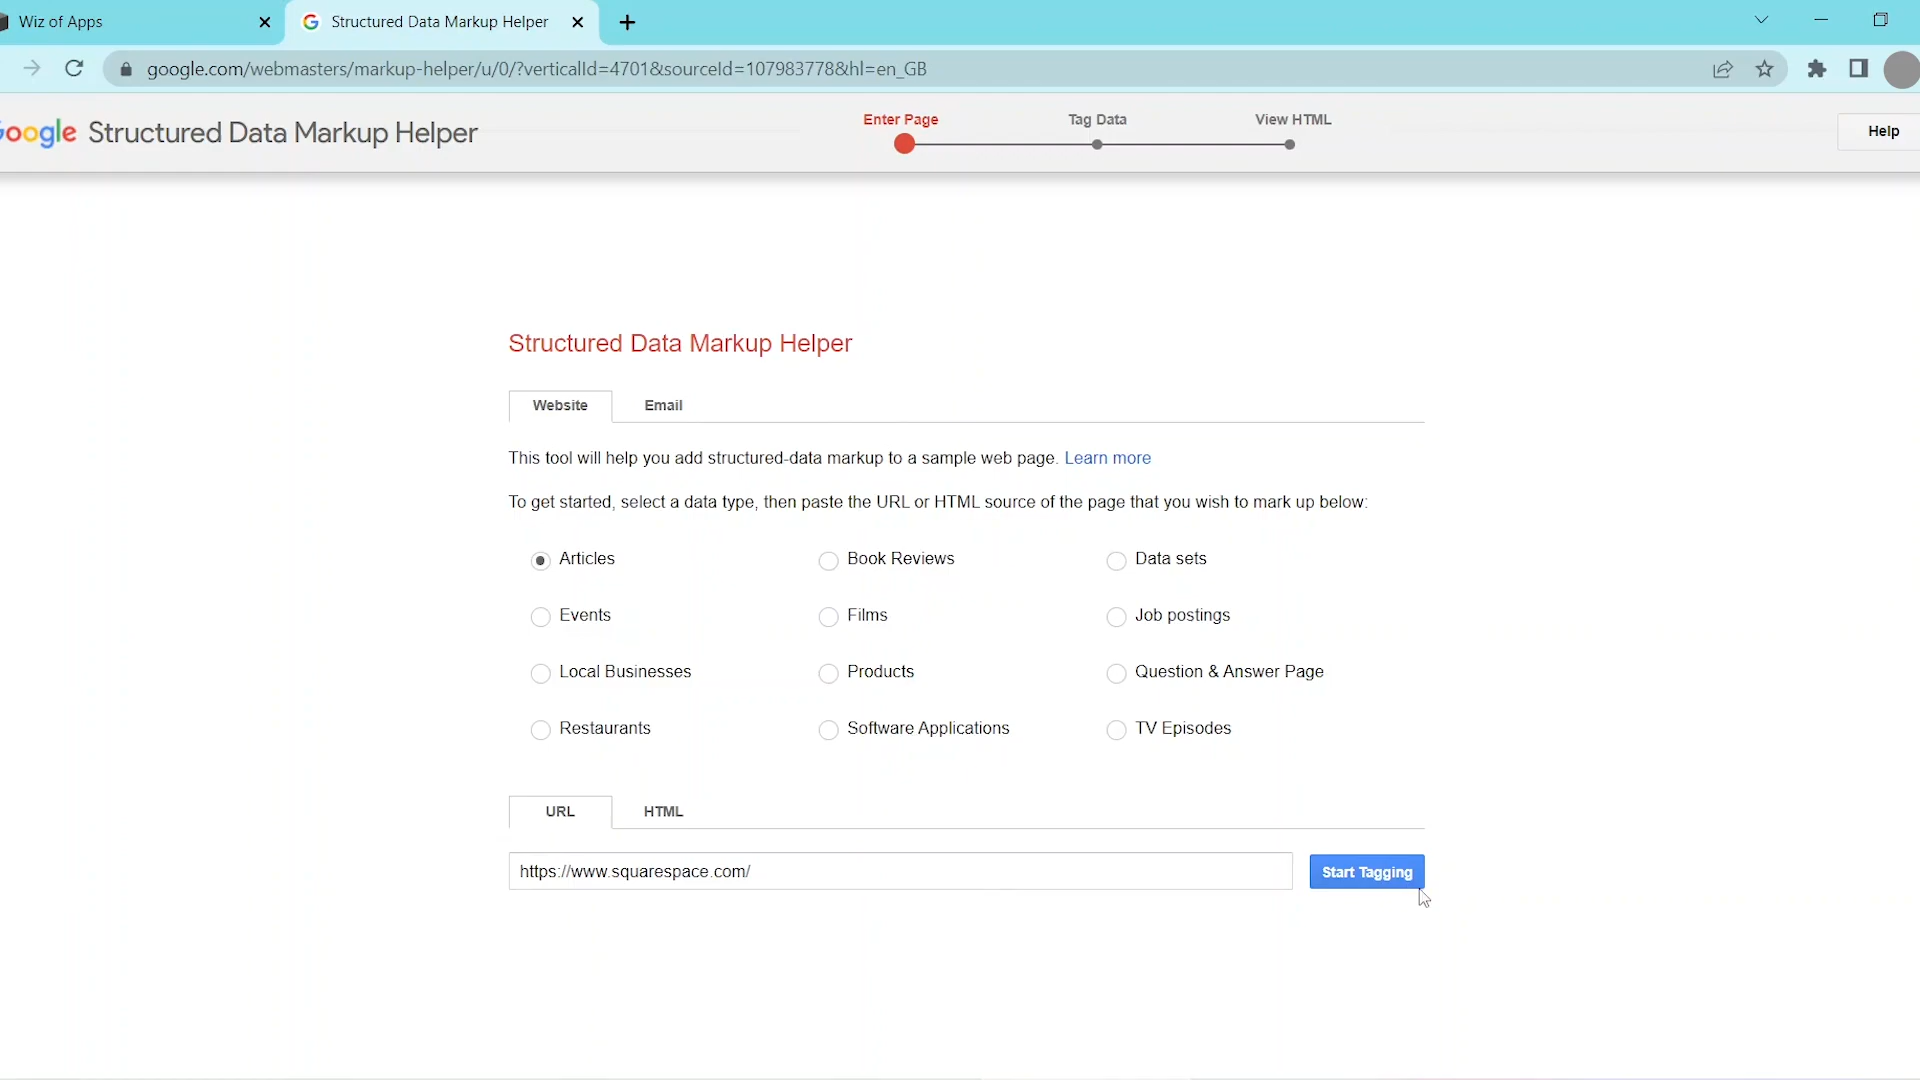 Wiz of Apps
Structured Data Markup Helper
google.com/webmasters/markup-helper/u/0/?verticalId=4701&sourceId=107983778&hl=en_GB
Google Structured Data Markup Helper
Enter Page
Tag Data
View HTML
Help
Structured Data Markup Helper
Website
Email
This tool will help you add structured-data markup to a sample web page. Learn more
To get started, select a data type, then paste the URL or HTML source of the page that you wish to mark up below:
Articles
Book Reviews
Data sets
Events
Films
Job postings
Local Businesses
Products
Question & Answer Page
Restaurants
Software Applications
TV Episodes
URL
HTML
https://www.squarespace.com/
Start Tagging